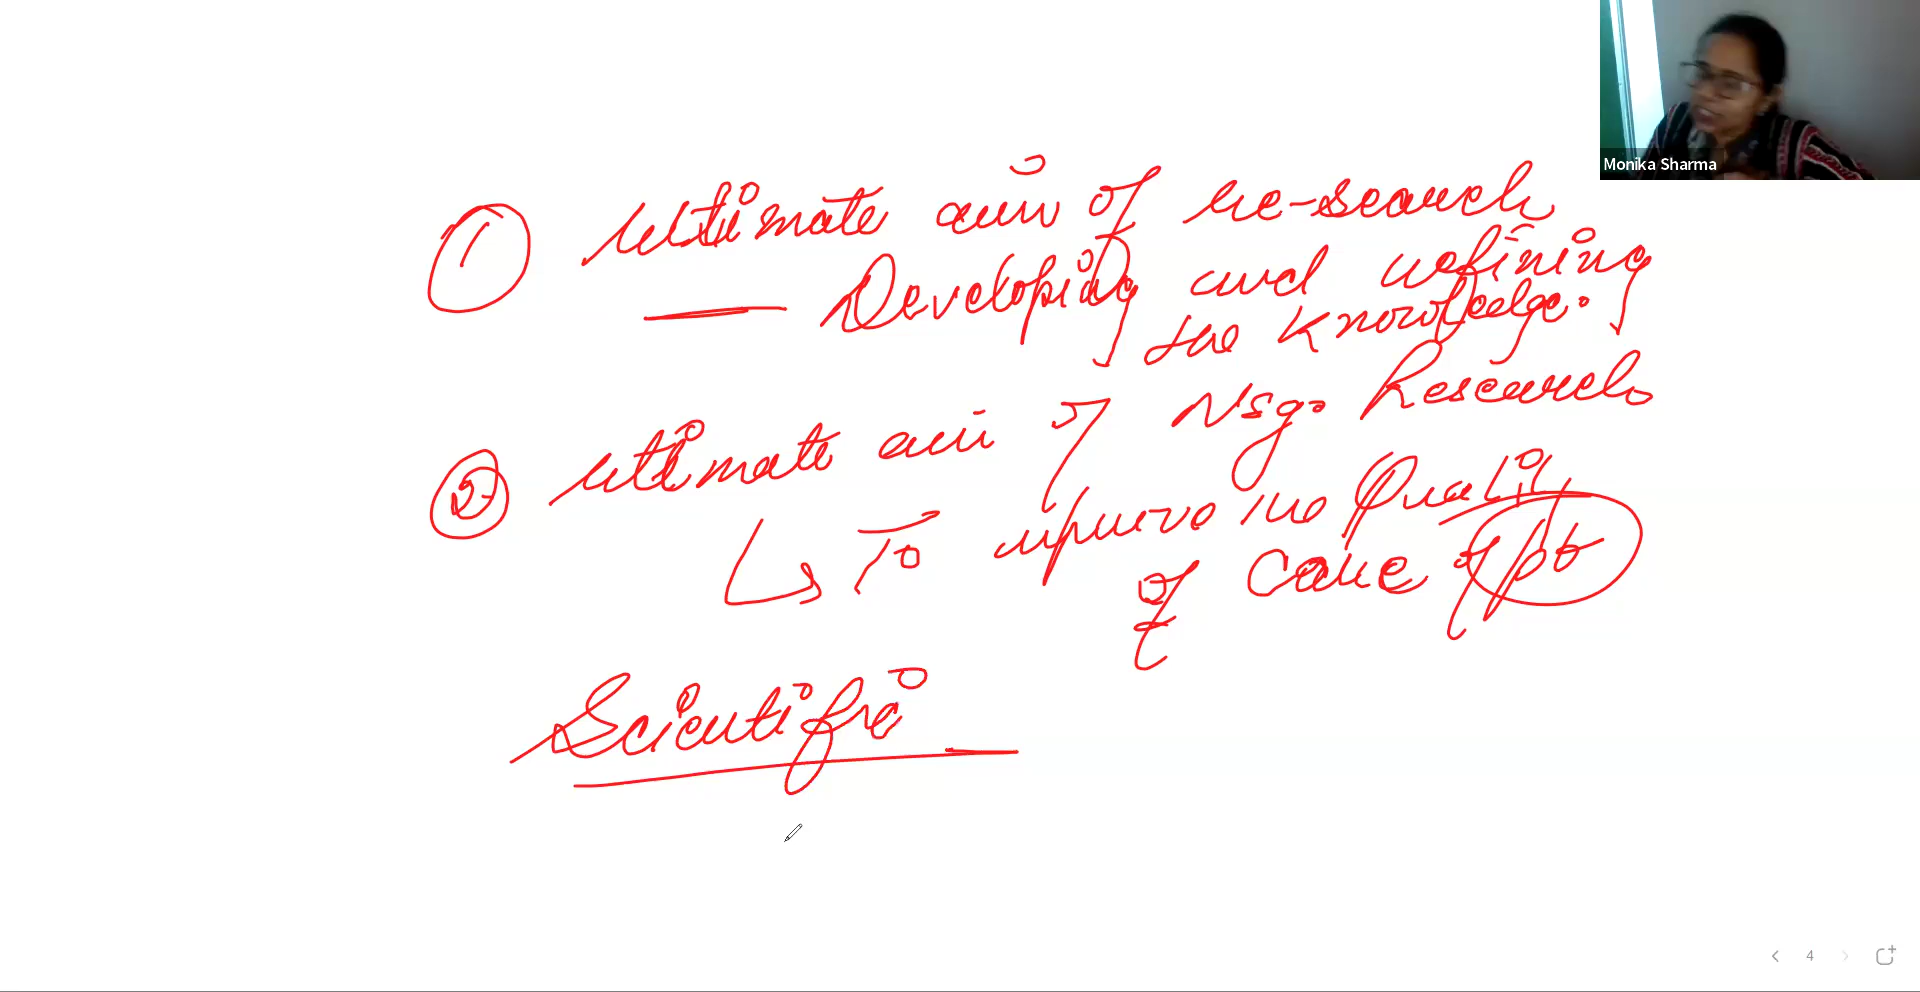 Monika Sharma
① Ultimate aim of Re-search
— Developing and refining
the Knowledge.
② Ultimate aim of Nsg. Research
↳ To improve the Quality
of Care of pt
Scientific
4